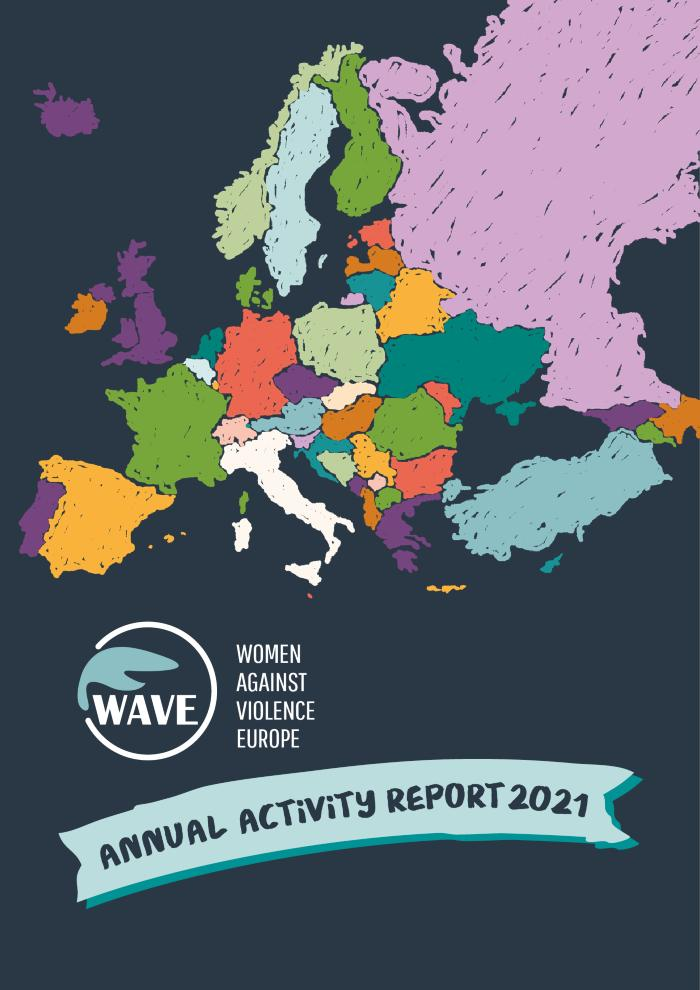 WAVE
WOMEN
AGAINST
VIOLENCE
EUROPE
ANNUAL ACTIVITY REPORT 2021